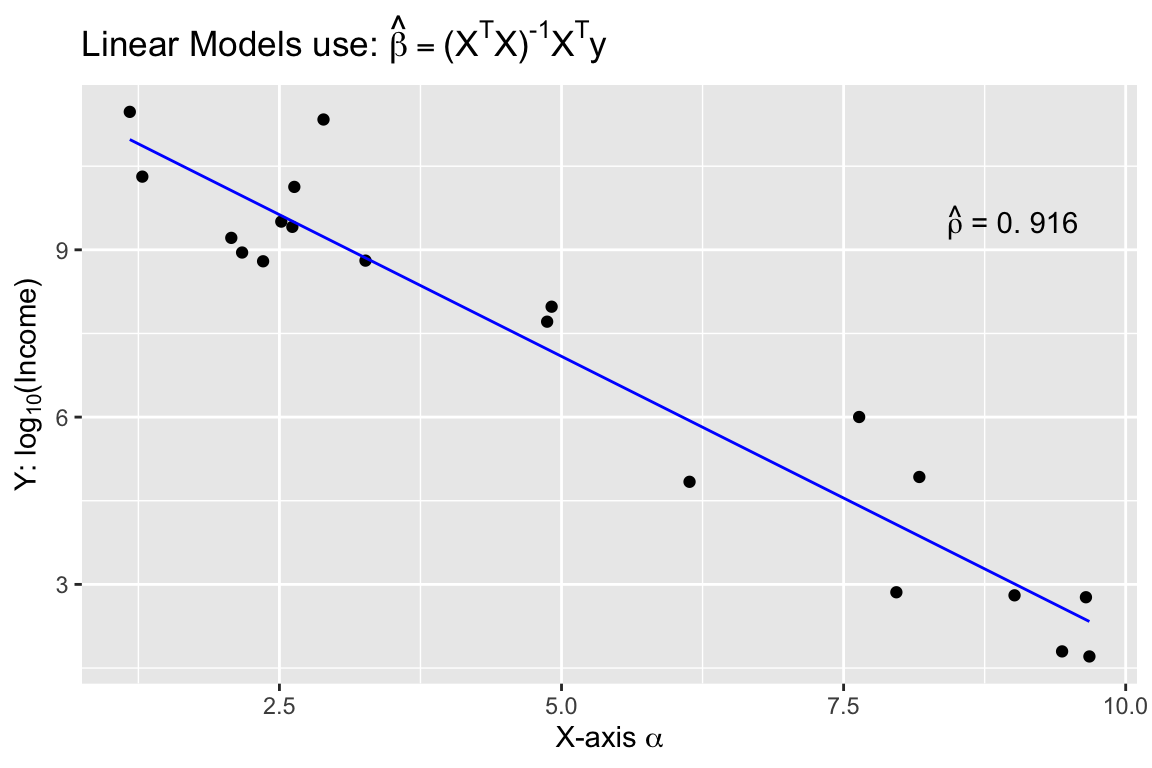 Linear Models use: β̂ = (XᵀX)⁻¹Xᵀy
ρ̂ = 0. 916
Y: log₁₀(Income)
9
6
3
2.5 5.0 7.5 10.0
X-axis α